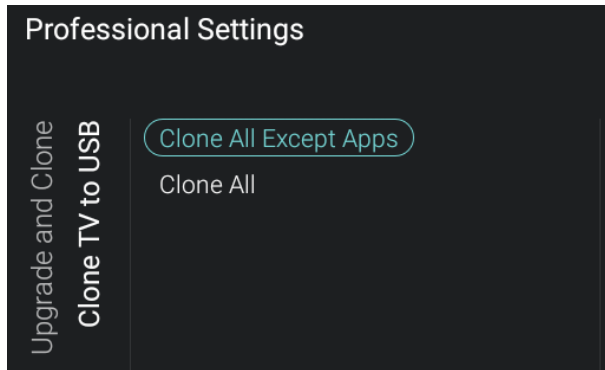 Professional Settings
Upgrade and Clone
Clone TV to USB
Clone All Except Apps
Clone All